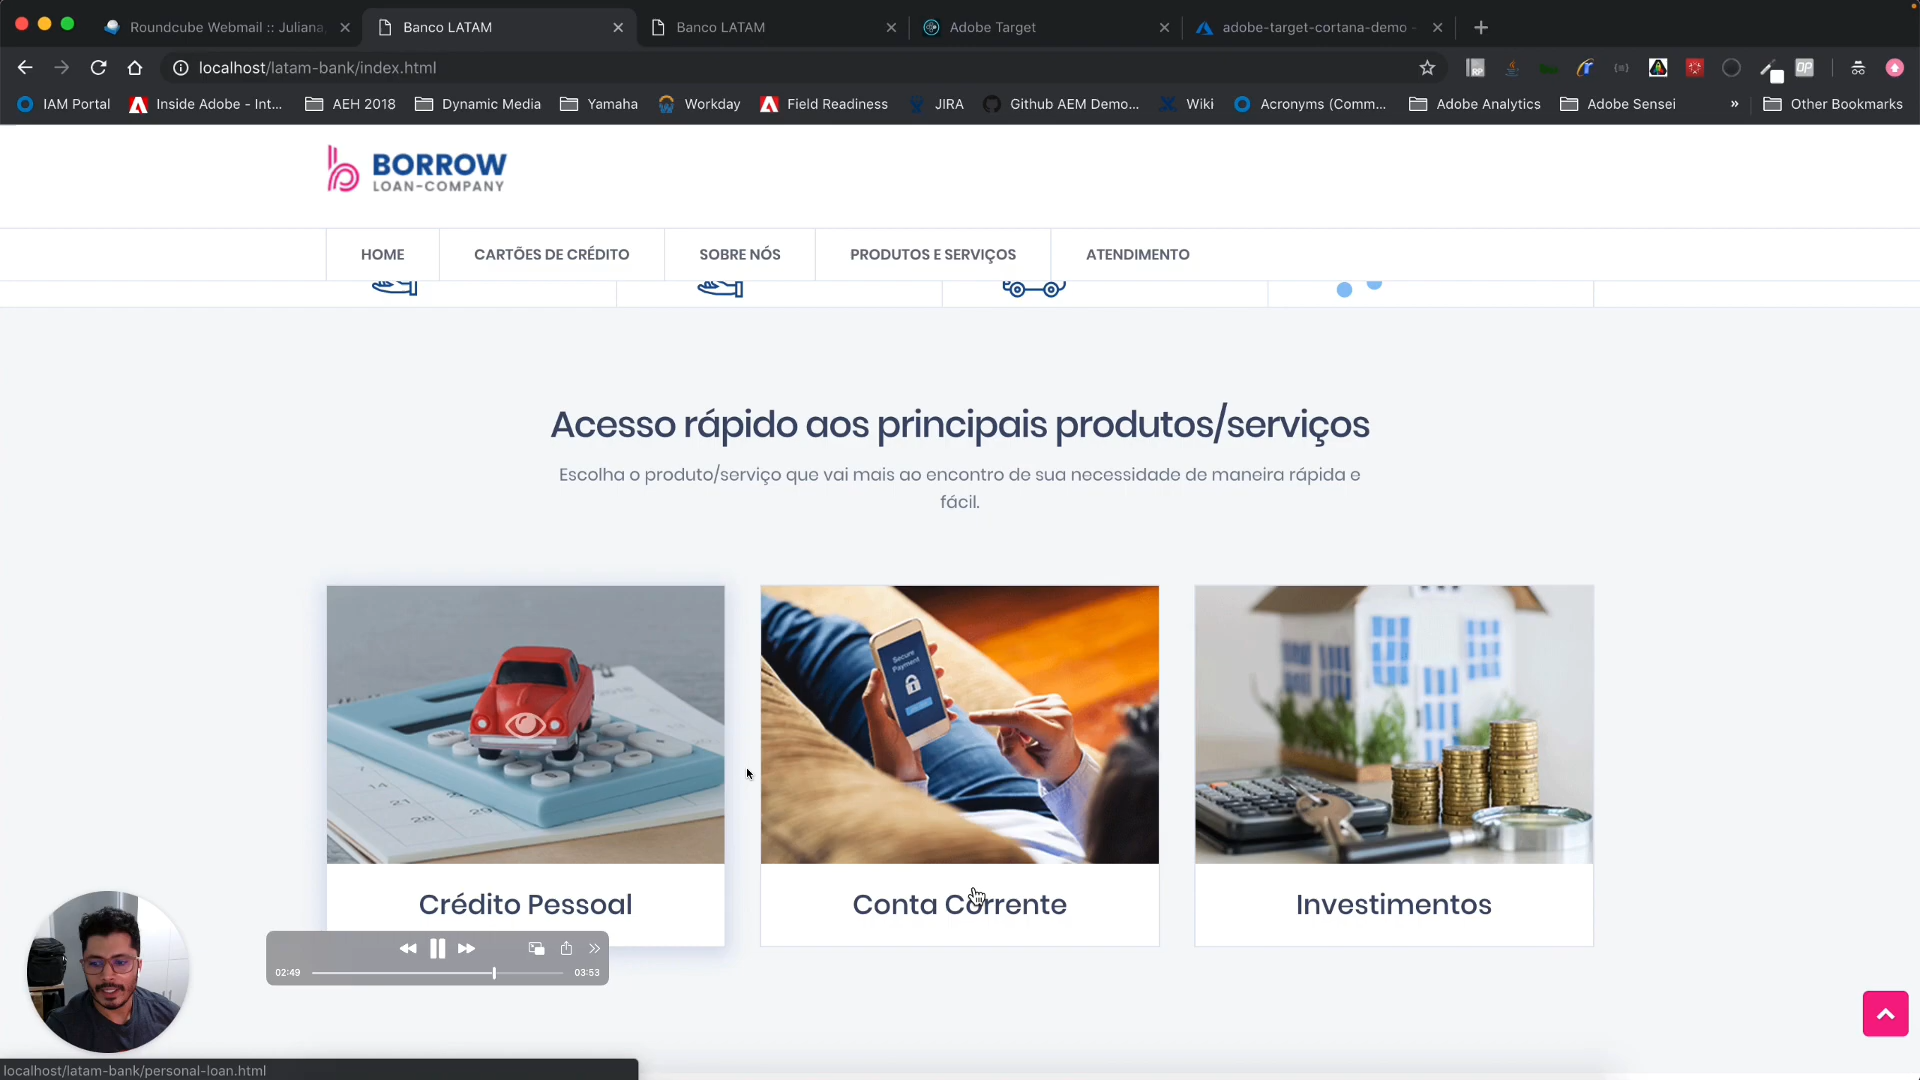 Roundcube Webmail :: Juliana
Banco LATAM
Banco LATAM
Adobe Target
adobe-target-cortana-demo -
localhost/latam-bank/index.html
IAM Portal
Inside Adobe - Int...
AEH 2018
Dynamic Media
Yamaha
Workday
Field Readiness
JIRA
Github AEM Demo...
Wiki
Acronyms (Comm...
Adobe Analytics
Adobe Sensei
»
Other Bookmarks
BORROW
LOAN-COMPANY
HOME
CARTÕES DE CRÉDITO
SOBRE NÓS
PRODUTOS E SERVIÇOS
ATENDIMENTO
Acesso rápido aos principais produtos/serviços
Escolha o produto/serviço que vai mais ao encontro de sua necessidade de maneira rápida e
fácil.
Secure
Payment
Crédito Pessoal
Conta Corrente
Investimentos
02:49
03:53
localhost/latam-bank/personal-loan.html